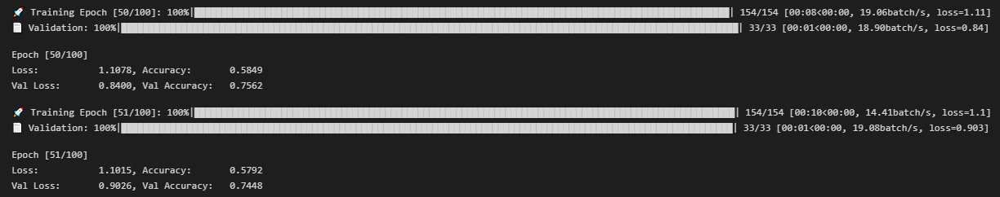 🚀 Training Epoch [50/100]: 100%|██████████| 154/154 [00:08<00:00, 19.06batch/s, loss=1.11]
📄 Validation: 100%|██████████| 33/33 [00:01<00:00, 18.90batch/s, loss=0.84]
Epoch [50/100]
Loss: 1.1078, Accuracy: 0.5849
Val Loss: 0.8400, Val Accuracy: 0.7562
🚀 Training Epoch [51/100]: 100%|██████████| 154/154 [00:10<00:00, 14.41batch/s, loss=1.1]
📄 Validation: 100%|██████████| 33/33 [00:01<00:00, 19.08batch/s, loss=0.903]
Epoch [51/100]
Loss: 1.1015, Accuracy: 0.5792
Val Loss: 0.9026, Val Accuracy: 0.7448